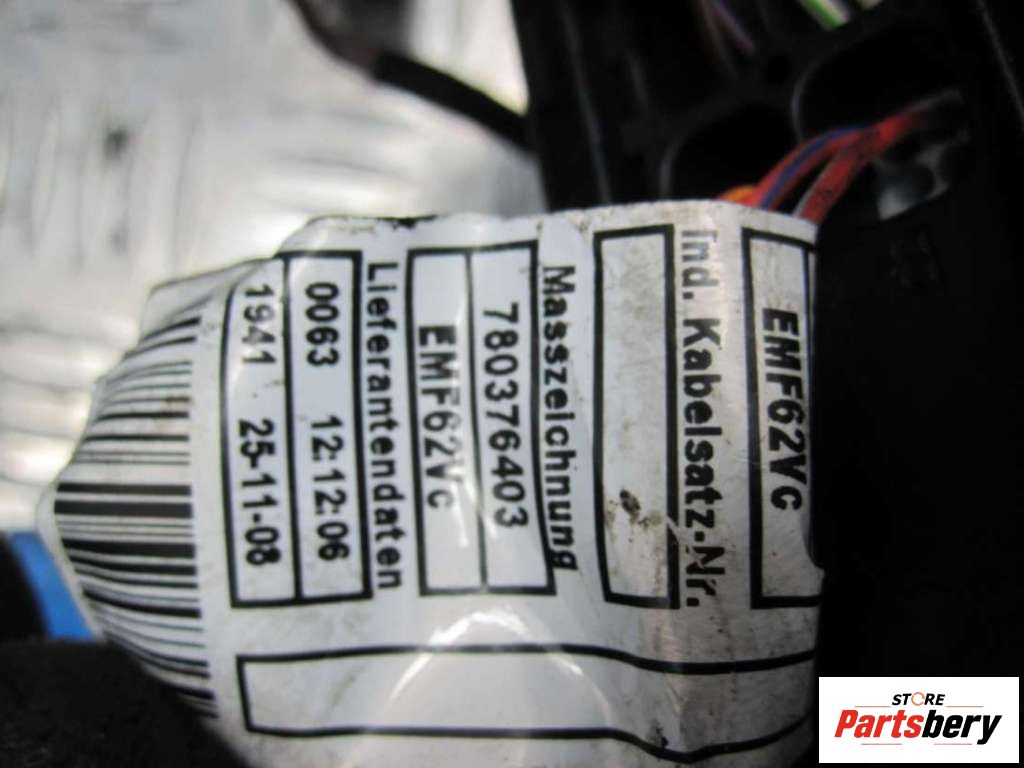 EMF62Vc
Ind. Kabelsatz-Nr.
Masszeichnung
780376403
EMF62Vc
Lieferantendaten
0063 12:12:06
1941 25-11-08
STORE
Partsbery